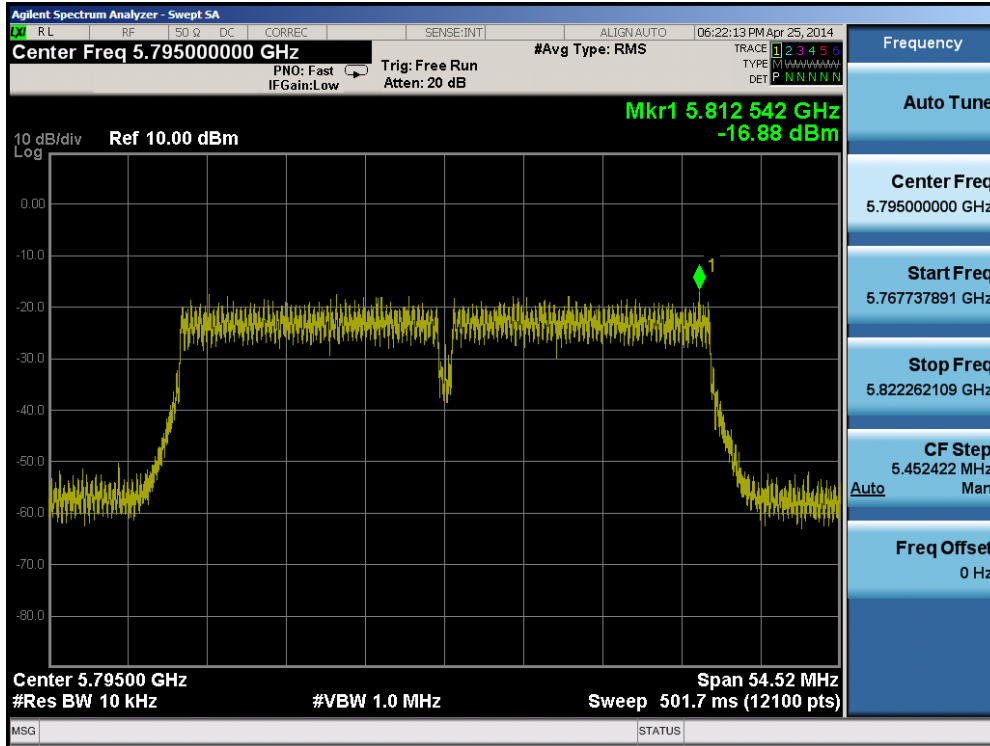 Agilent Spectrum Analyzer - Swept SA
LXI RL RF 50 Ω DC CORREC SENSE:INT ALIGN AUTO 06:22:13 PM Apr 25, 2014
Center Freq 5.795000000 GHz
PNO: Fast
IFGain:Low
Trig: Free Run
Atten: 20 dB
#Avg Type: RMS
TRACE 1 2 3 4 5 6
TYPE M WWWWW
DET P N N N N N
Mkr1 5.812 542 GHz
-16.88 dBm
10 dB/div Ref 10.00 dBm
Log
0.00
-10.0
-20.0
-30.0
-40.0
-50.0
-60.0
-70.0
-80.0
1
Center 5.79500 GHz Span 54.52 MHz
#Res BW 10 kHz #VBW 1.0 MHz Sweep 501.7 ms (12100 pts)
MSG STATUS
Frequency
Auto Tune
Center Freq
5.795000000 GHz
Start Freq
5.767737891 GHz
Stop Freq
5.822262109 GHz
CF Step
5.452422 MHz
Auto Man
Freq Offset
0 Hz